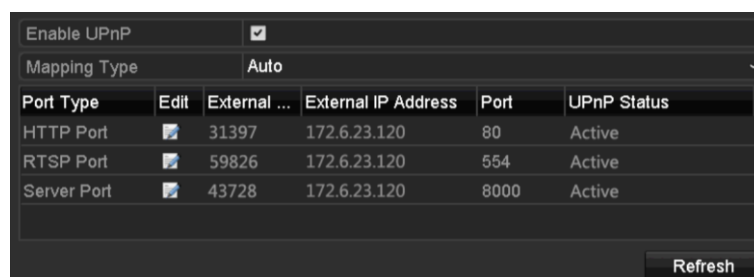 Enable UPnP
Mapping Type Auto
Port Type Edit External ... External IP Address Port UPnP Status
HTTP Port 31397 172.6.23.120 80 Active
RTSP Port 59826 172.6.23.120 554 Active
Server Port 43728 172.6.23.120 8000 Active
Refresh